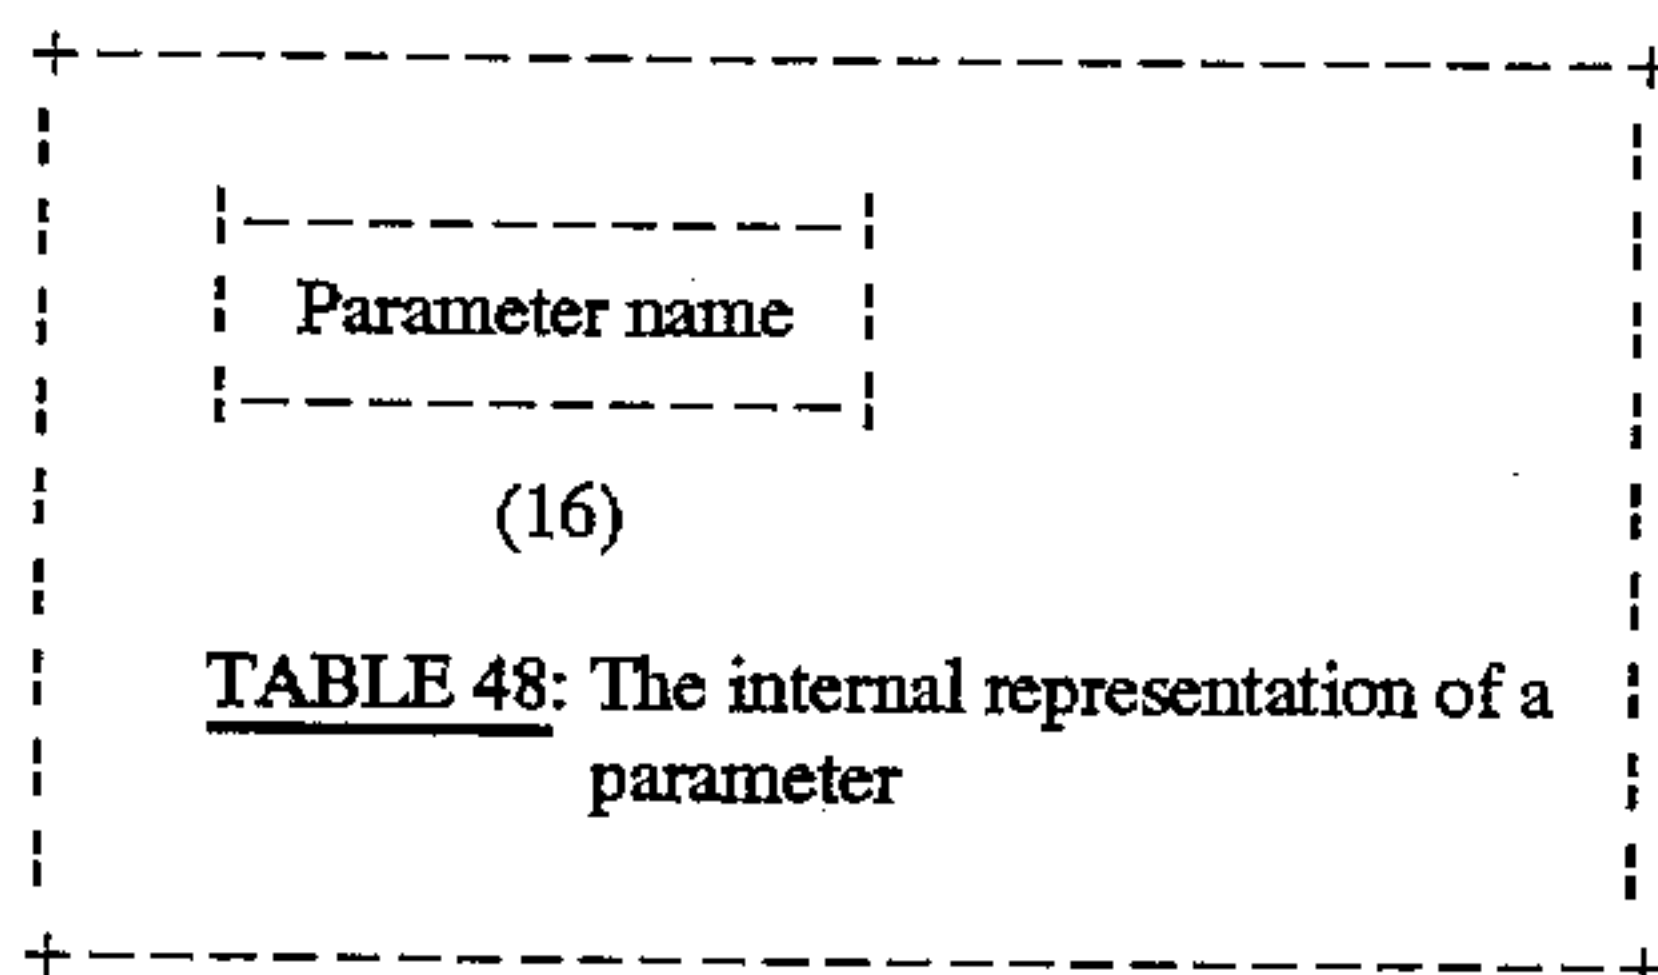 Parameter name
(16)
TABLE 48: The internal representation of a
parameter